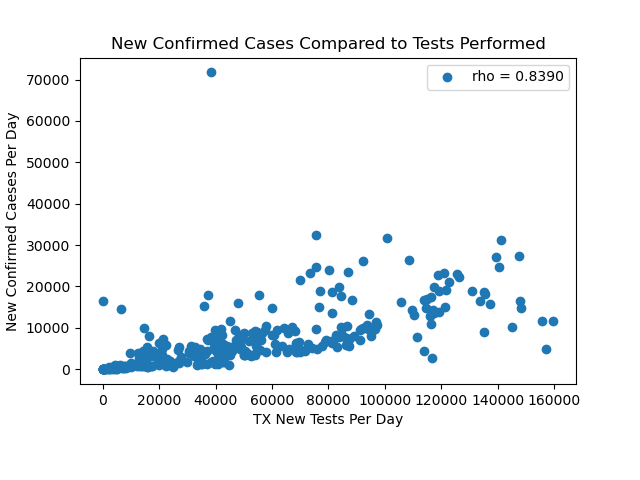 New Confirmed Cases Compared to Tests Performed
rho = 0.8390
New Confirmed Caeses Per Day
70000
60000
50000
40000
30000
20000
10000
0
0 20000 40000 60000 80000 100000 120000 140000 160000
TX New Tests Per Day